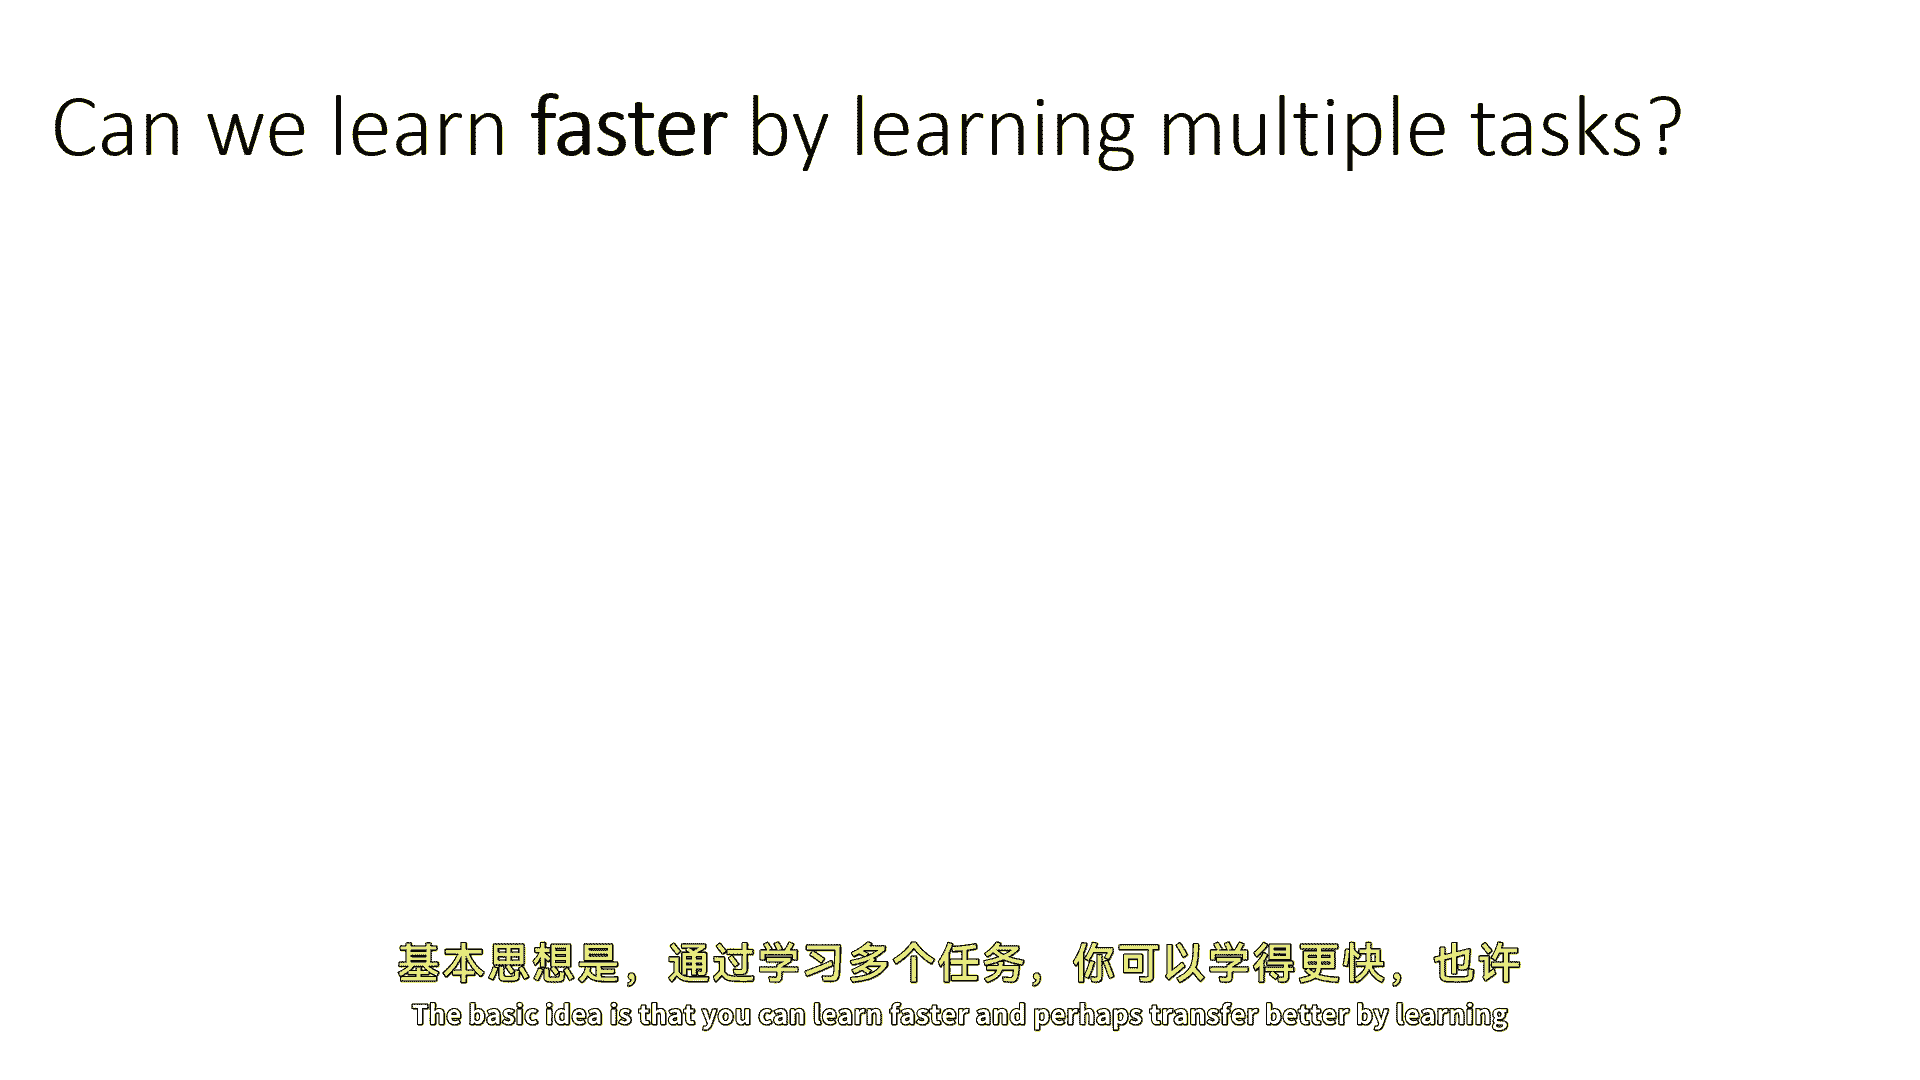 Can we learn faster by learning multiple tasks?
基本思想是，通过学习多个任务，你可以学得更快，也许
The basic idea is that you can learn faster and perhaps transfer better by learning